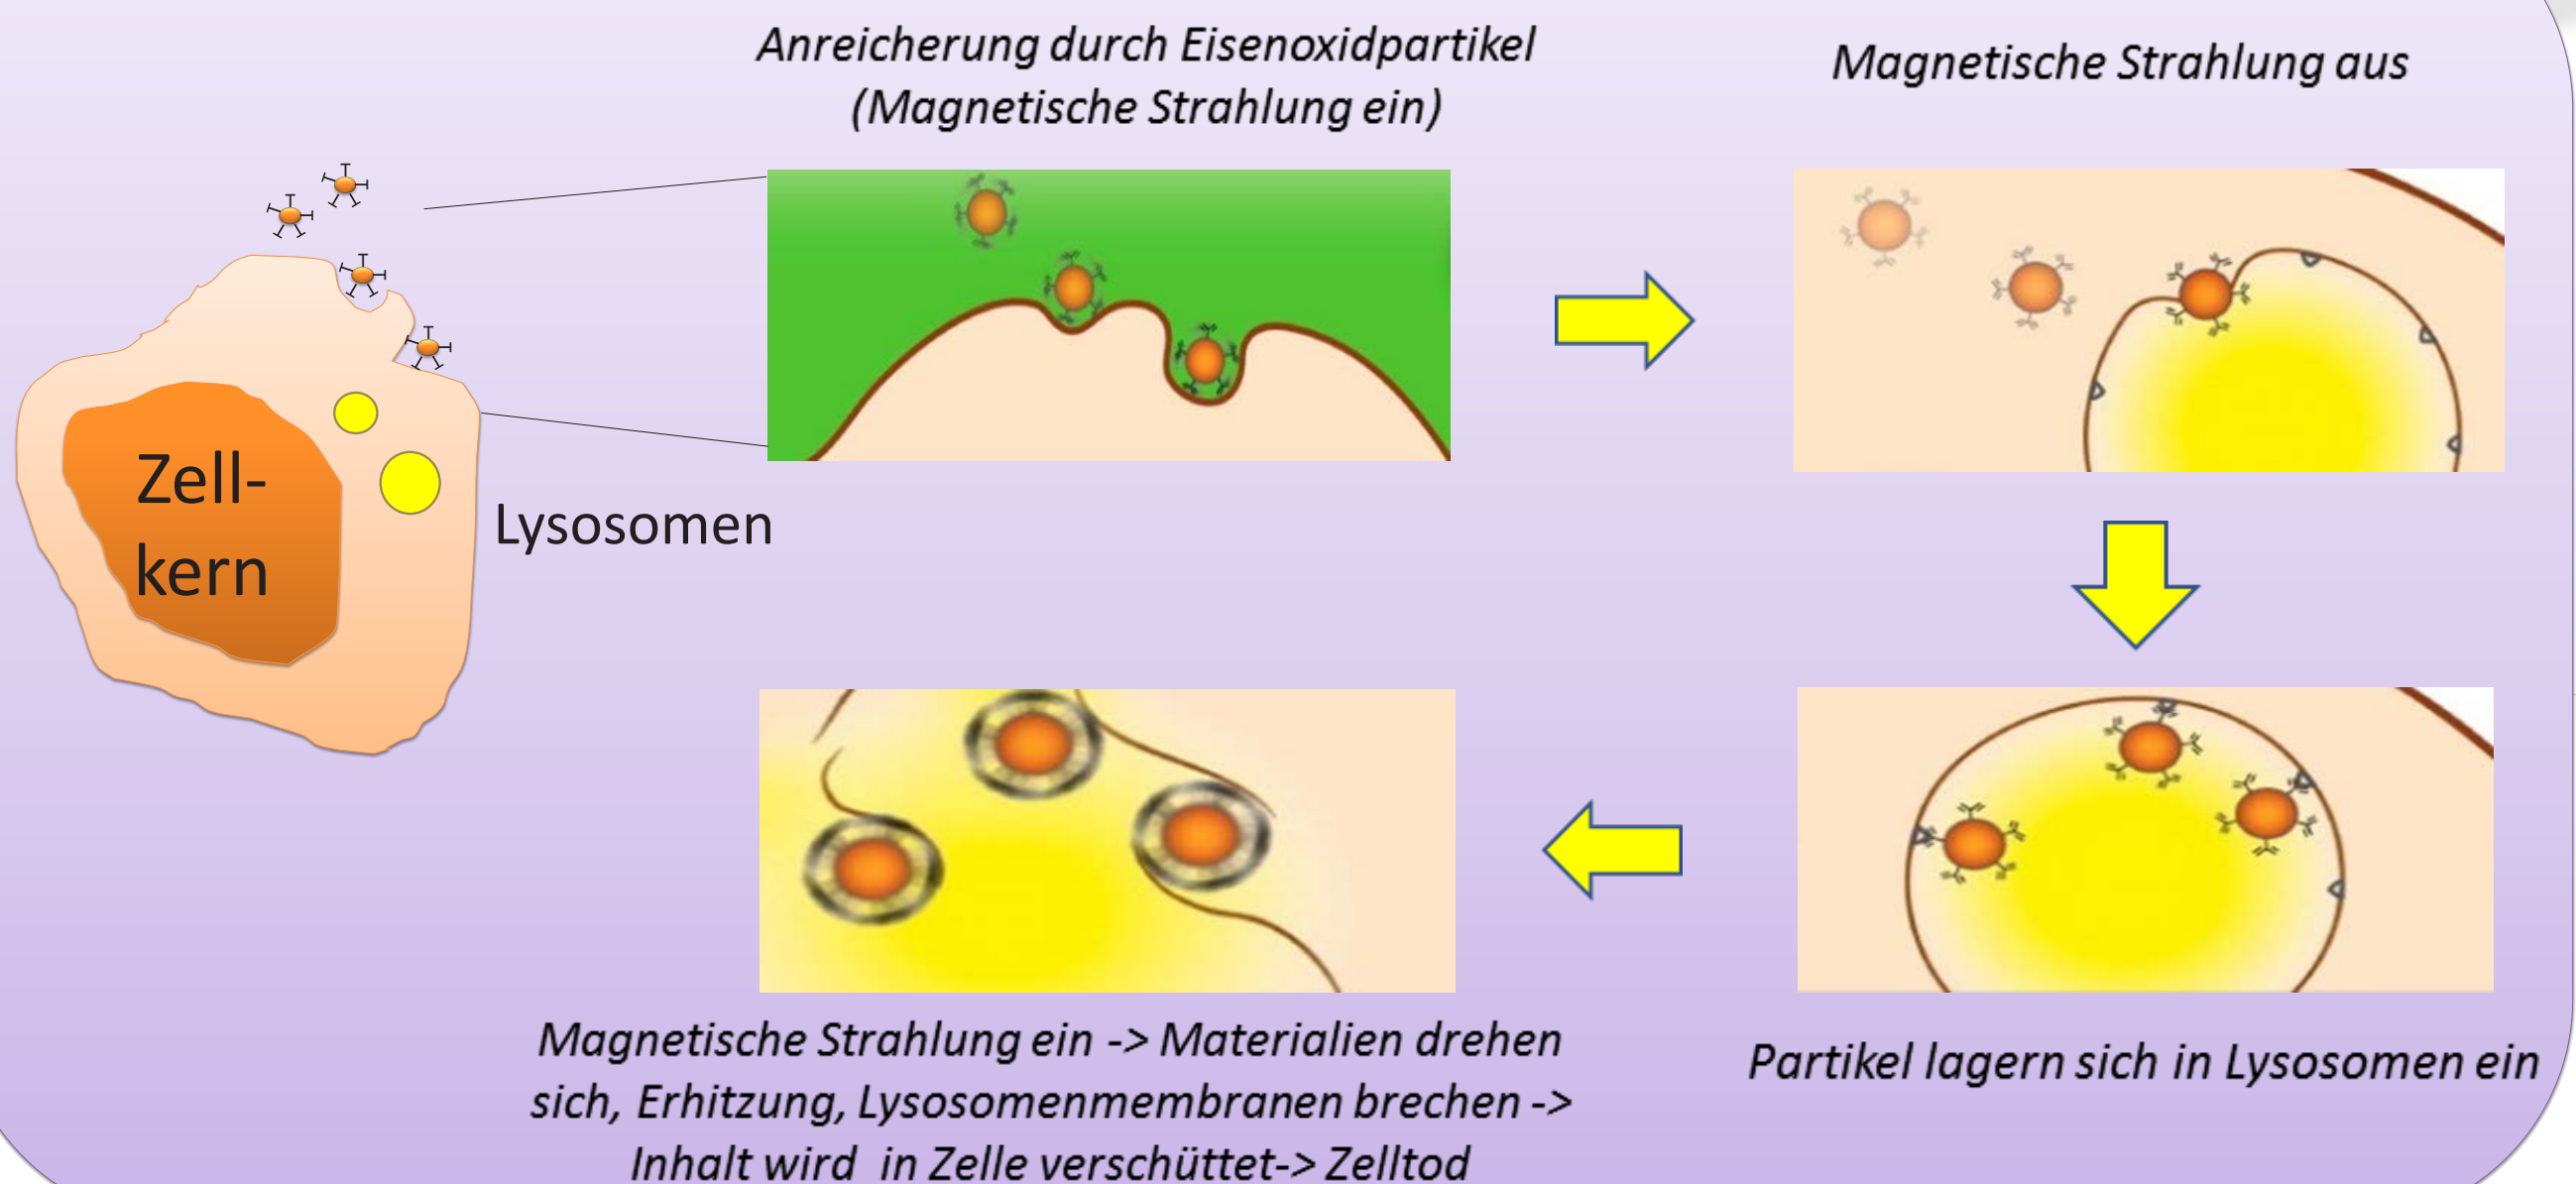 Anreicherung durch Eisenoxidpartikel
(Magnetische Strahlung ein)
Magnetische Strahlung aus
Zell-
kern
Lysosomen
Partikel lagern sich in Lysosomen ein
Magnetische Strahlung ein -> Materialien drehen
sich, Erhitzung, Lysosomenmembranen brechen ->
Inhalt wird in Zelle verschüttet-> Zelltod